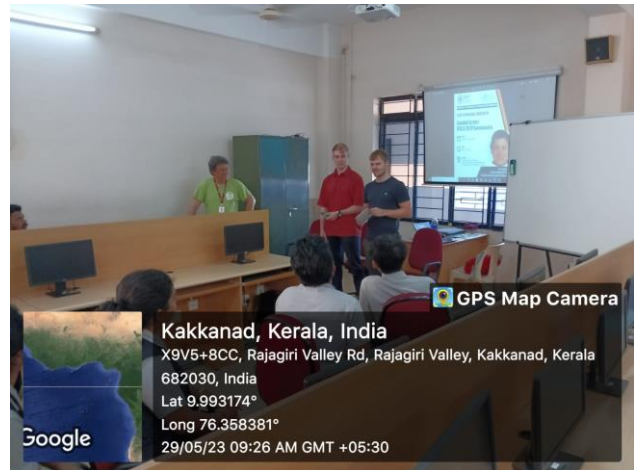 GPS Map Camera
Kakkanad, Kerala, India
X9V5+8CC, Rajagiri Valley Rd, Rajagiri Valley, Kakkanad, Kerala
682030, India
Lat 9.993174°
Long 76.358381°
29/05/23 09:26 AM GMT +05:30
Google